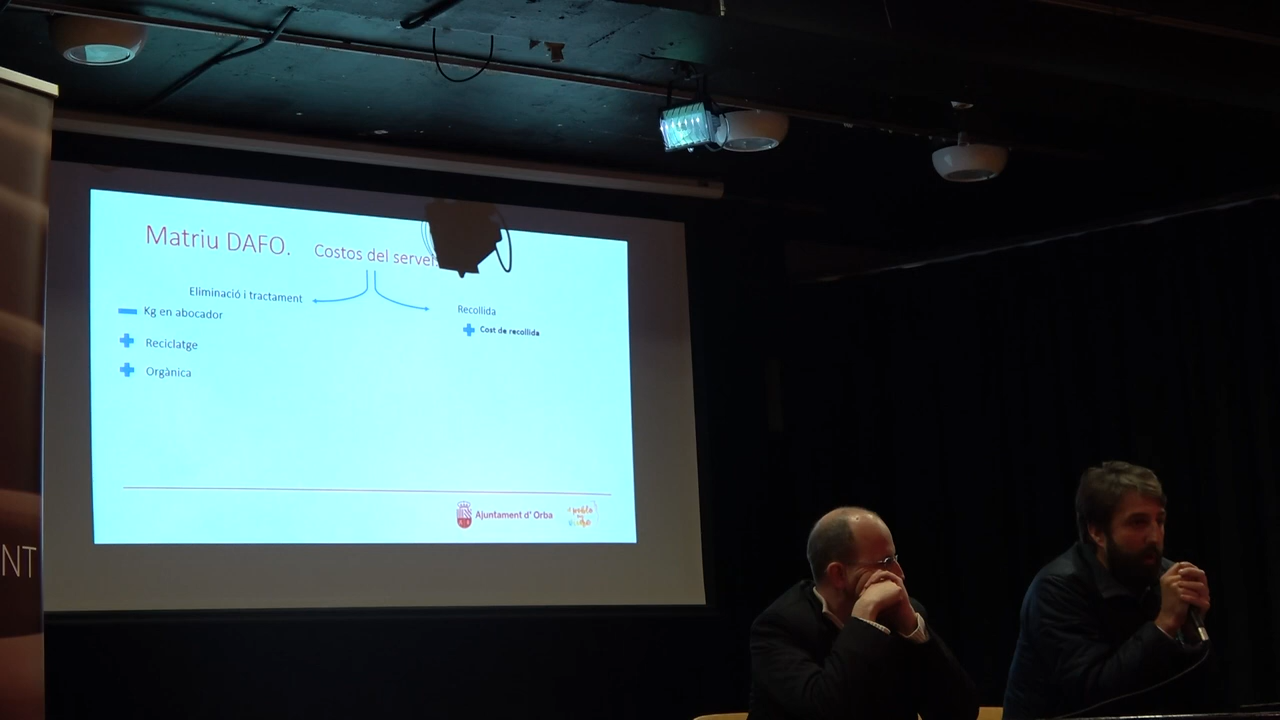 Matriu DAFO. Costos del servei
Eliminació i tractament
Kg en abocador
Reciclatge
Orgànica
Recollida
Cost de recollida
Ajuntament d' Orba
NT